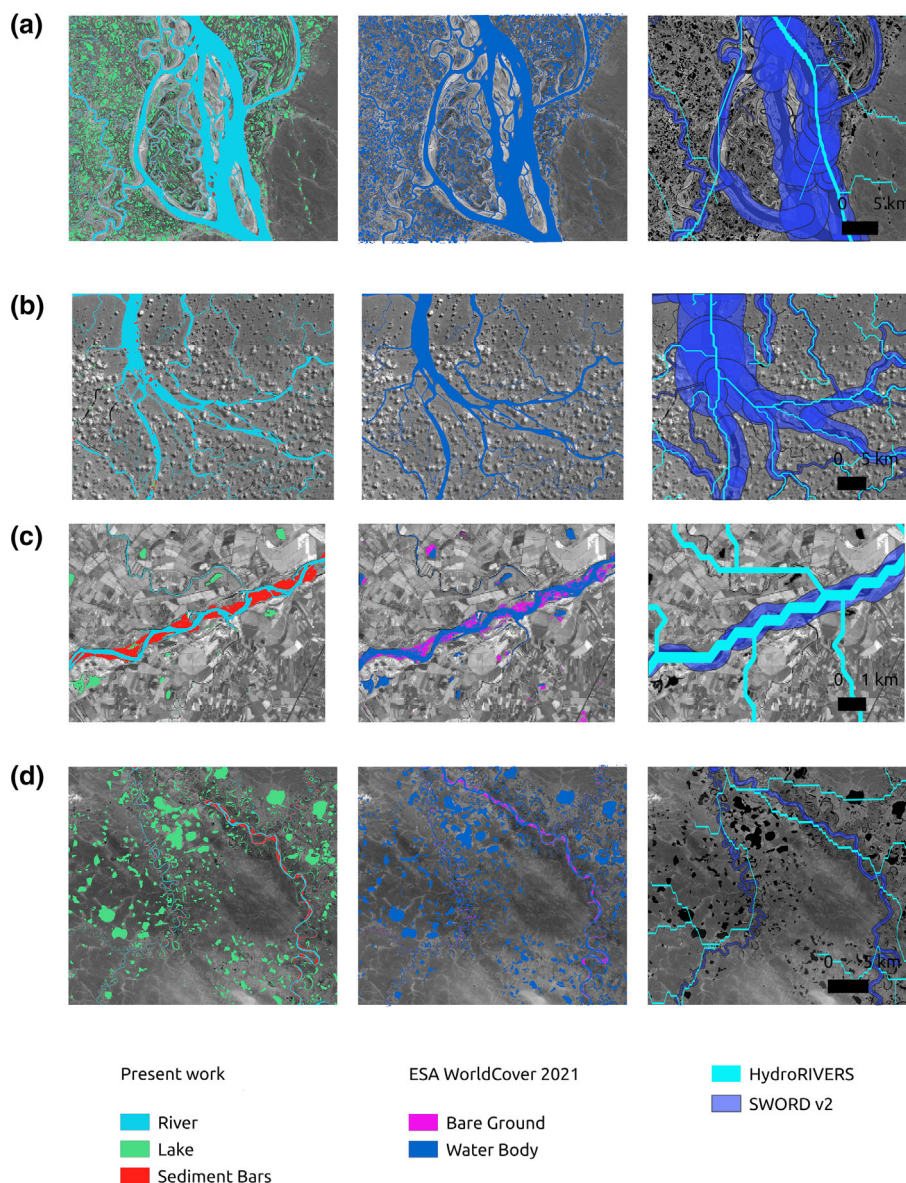 (a)
0 5 km
(b)
0 5 km
(c)
0 1 km
(d)
0 5 km
Present work
River
Lake
Sediment Bars
ESA WorldCover 2021
Bare Ground
Water Body
HydroRIVERS
SWORD v2